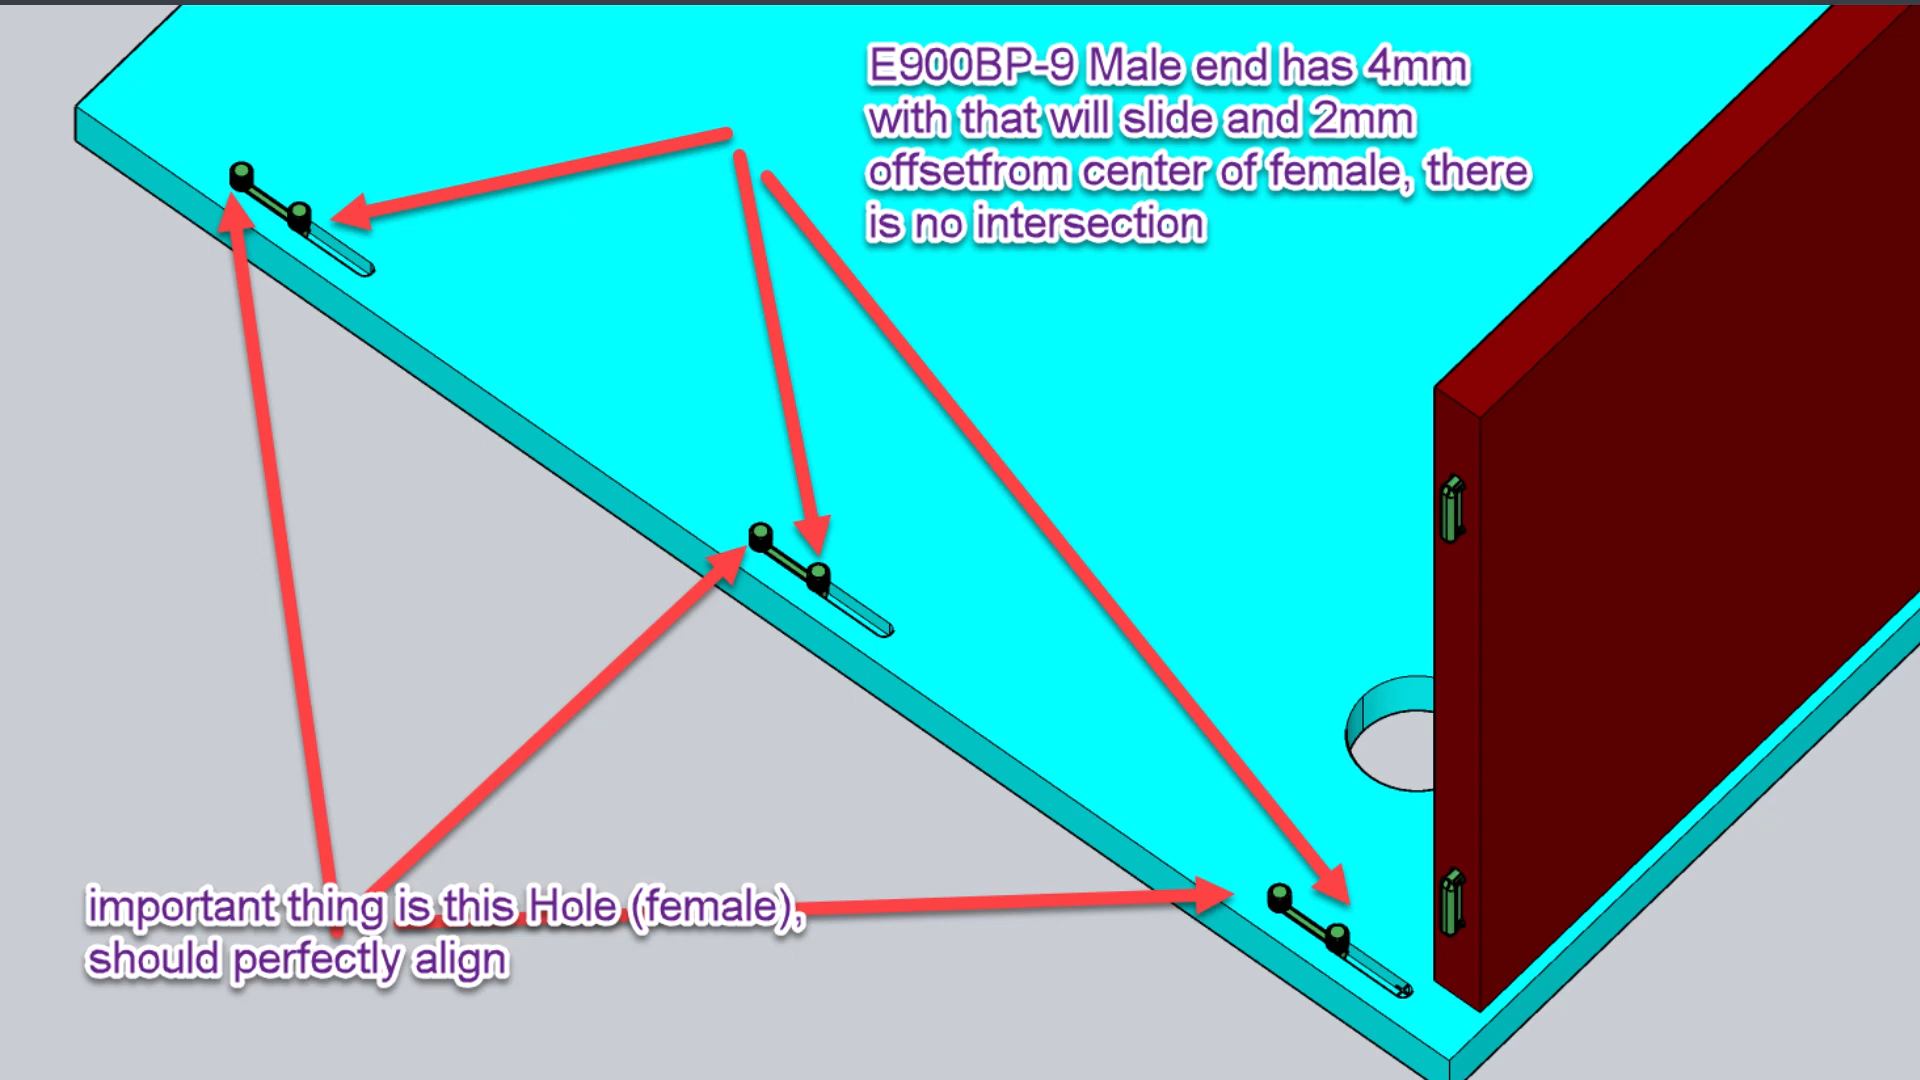 E900BP-9 Male end has 4mm
with that will slide and 2mm
offsetfrom center of female, there
is no intersection
important thing is this Hole (female),
should perfectly align